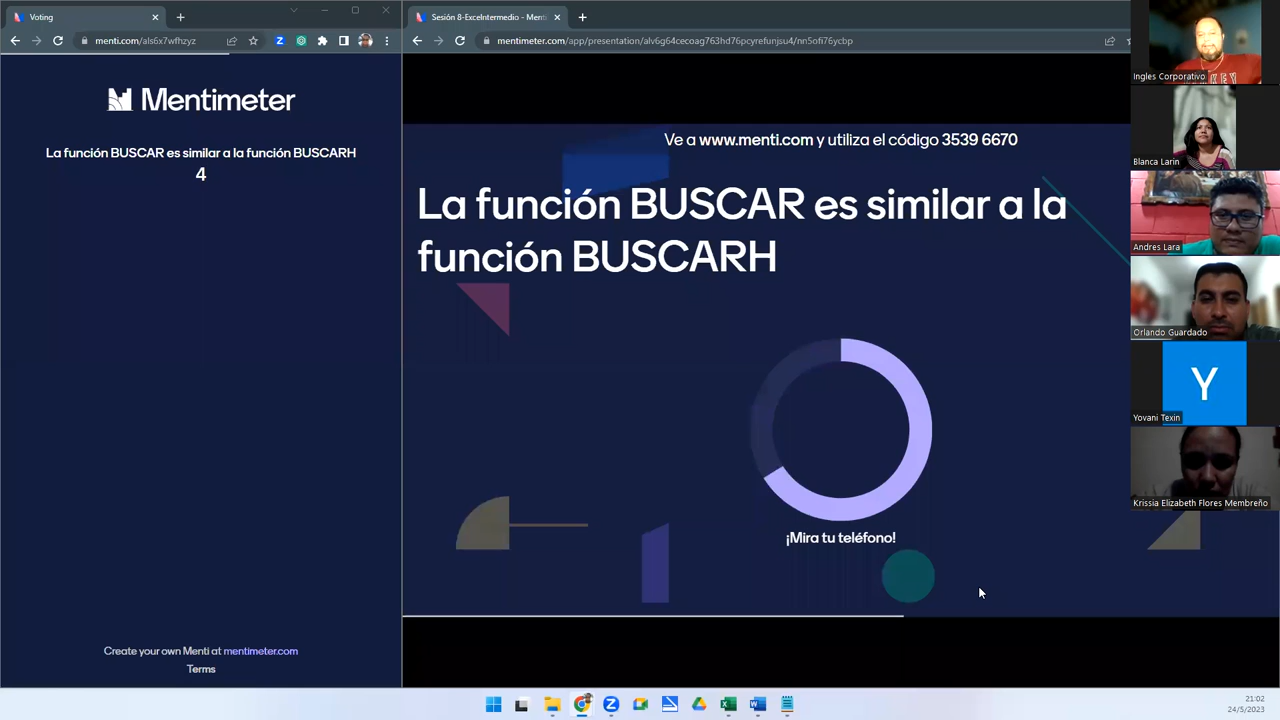 Voting
menti.com/als6x7wfhzyz
Mentimeter
La función BUSCAR es similar a la función BUSCARH
4
Create your own Menti at mentimeter.com
Terms
Sesión 8-ExcelIntermedio - Ment
mentimeter.com/app/presentation/alv6g64cecoag763hd76pcyrefunjsu4/nn5ofi76ycbp
Ve a www.menti.com y utiliza el código 3539 6670
La función BUSCAR es similar a la
función BUSCARH
¡Mira tu teléfono!
Ingles Corporativo
Blanca Larin
Andres Lara
Orlando Guardado
Y
Yovani Texin
Krissia Elizabeth Flores Membreño
21:02
24/5/2023